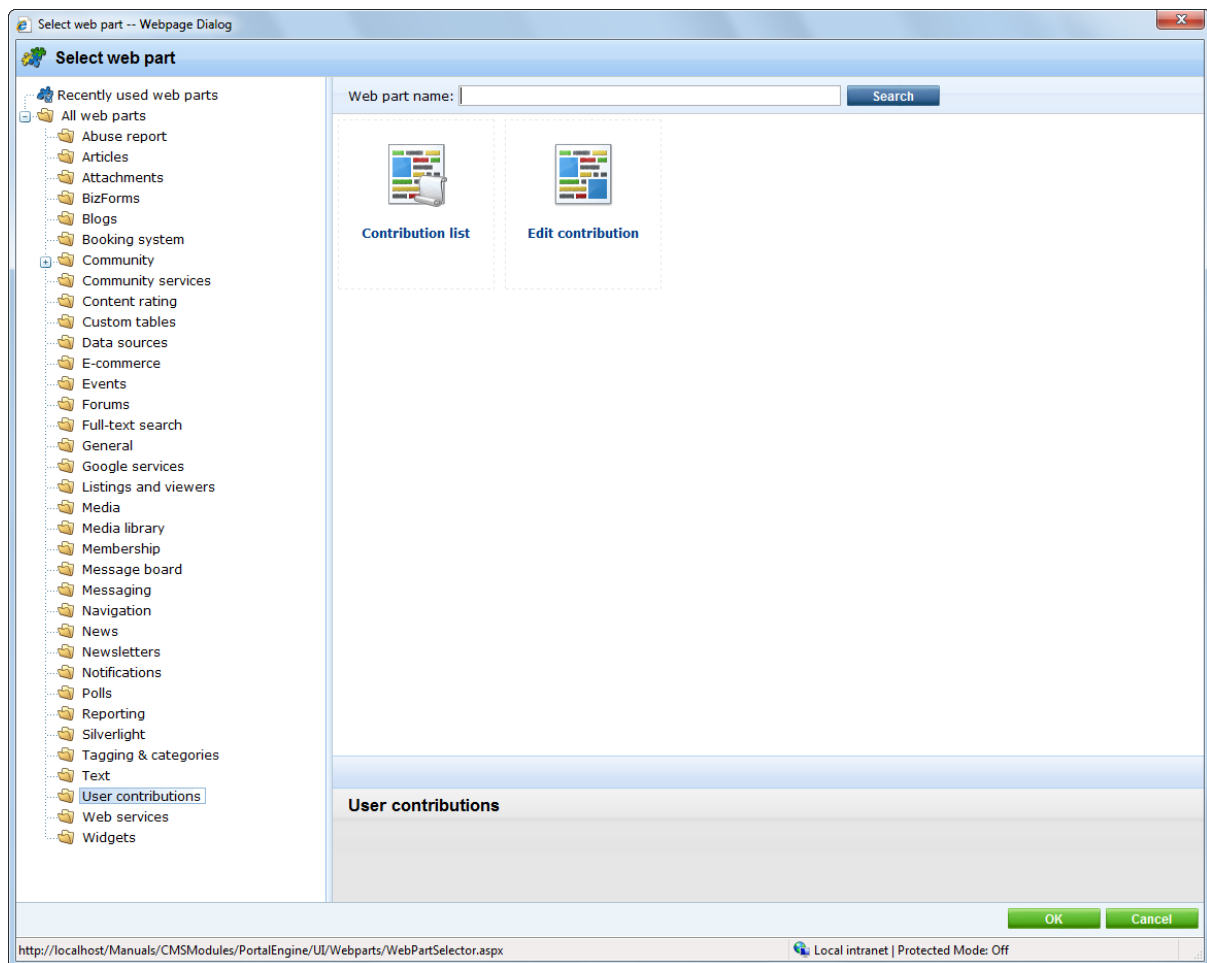 Select web part -- Webpage Dialog
x
Select web part
Recently used web parts
All web parts
Abuse report
Articles
Attachments
BizForms
Blogs
Booking system
Community
Community services
Content rating
Custom tables
Data sources
E-commerce
Events
Forums
Full-text search
General
Google services
Listings and viewers
Media
Media library
Membership
Message board
Messaging
Navigation
News
Newsletters
Notifications
Polls
Reporting
Silverlight
Tagging & categories
Text
User contributions
Web services
Widgets
Web part name:
Search
Contribution list
Edit contribution
User contributions
OK
Cancel
http://localhost/Manuals/CMSModules/PortalEngine/UI/Webparts/WebPartSelector.aspx
Local intranet | Protected Mode: Off